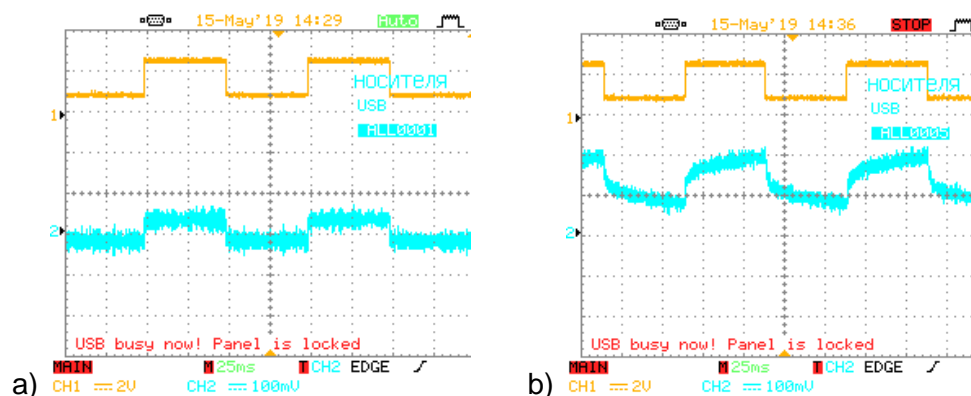 15-May'19 14:29 Auto
НОСИТЕЛЯ
USB
1
ALL0001
2
USB busy now! Panel is locked
MAIN M 25ms T CH2 EDGE
a) CH1 2V CH2 100mV
15-May'19 14:36 STOP
НОСИТЕЛЯ
USB
1
ALL0005
2
USB busy now! Panel is locked
MAIN M 25ms T CH2 EDGE
b) CH1 2V CH2 100mV